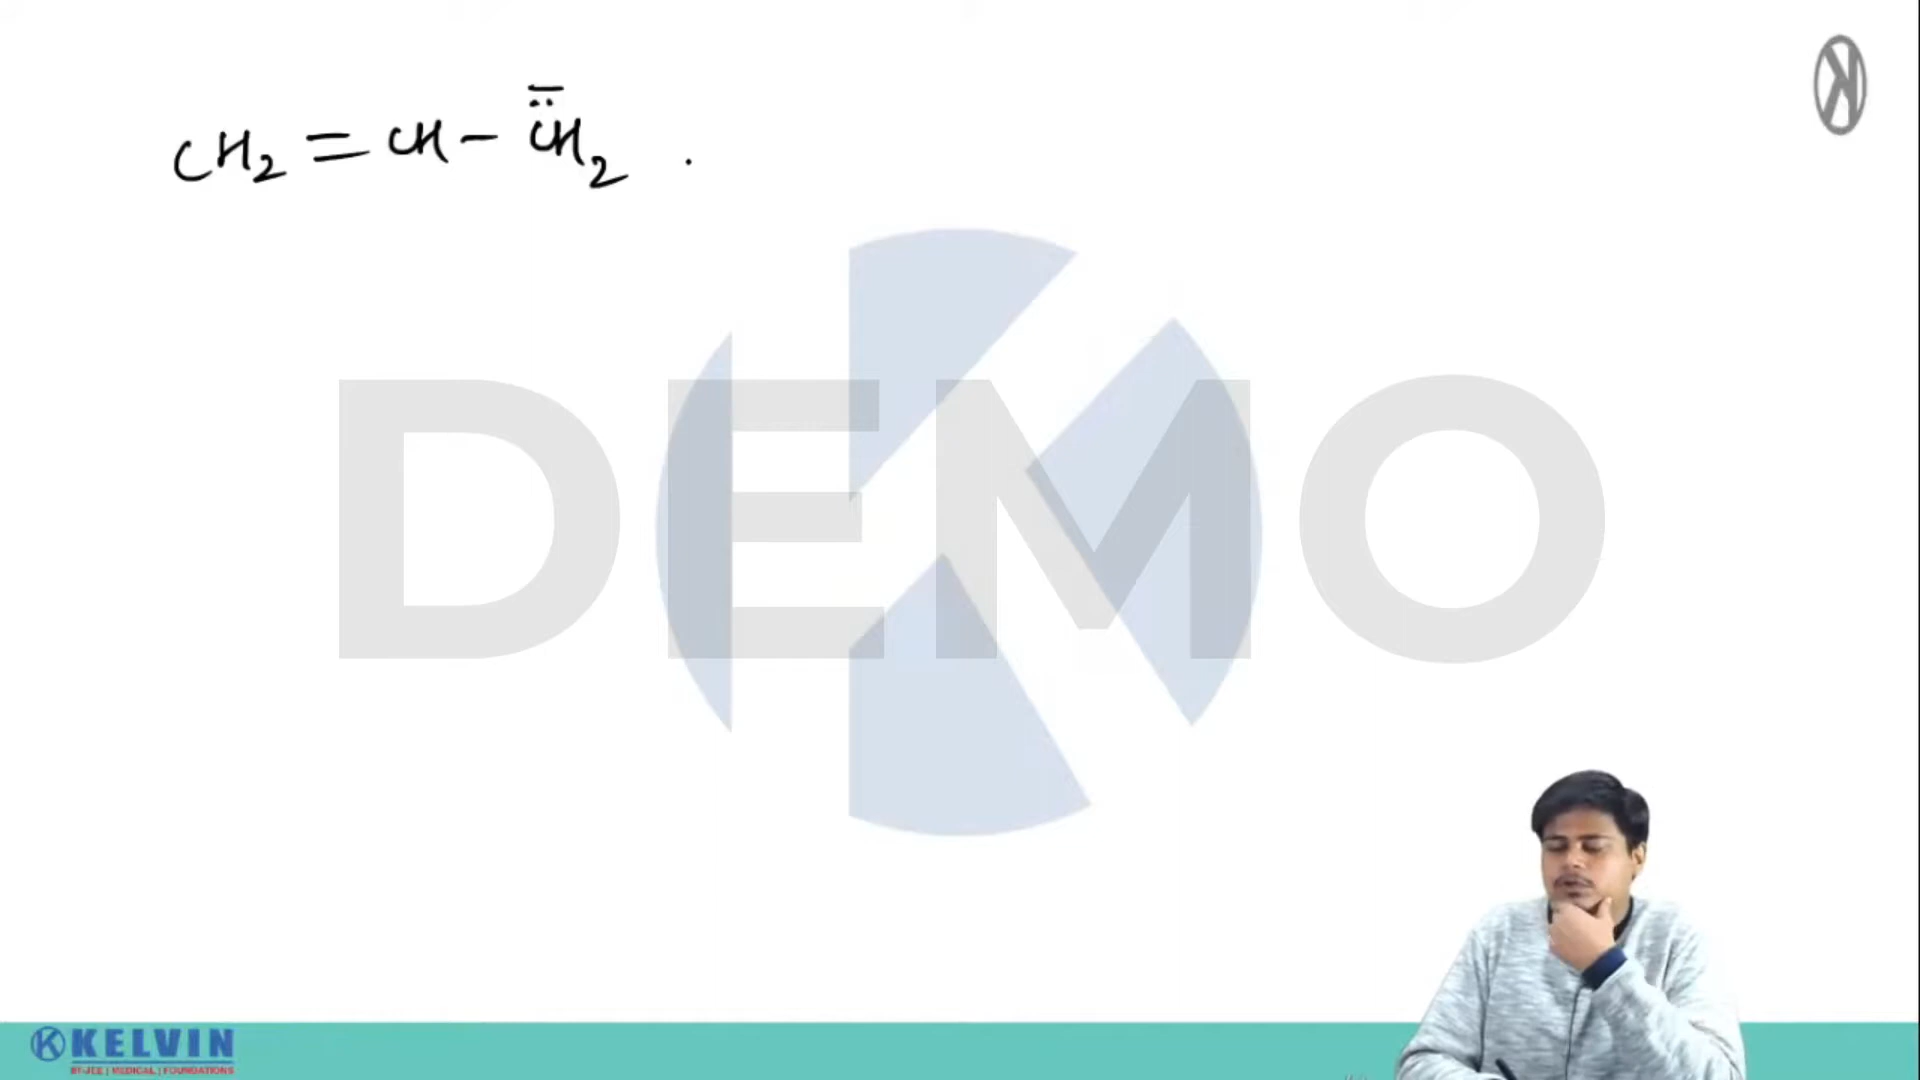 CH₂ = CH – C̈̄H₂ .
DEMO
KELVIN
IIT-JEE | MEDICAL | FOUNDATIONS